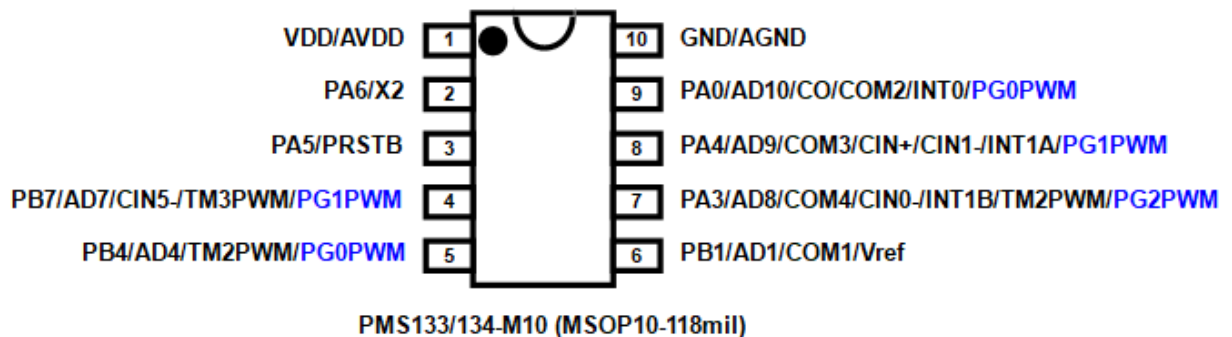 VDD/AVDD 1 10 GND/AGND
PA6/X2 2 9 PA0/AD10/CO/COM2/INT0/PG0PWM
PA5/PRSTB 3 8 PA4/AD9/COM3/CIN+/CIN1-/INT1A/PG1PWM
PB7/AD7/CIN5-/TM3PWM/PG1PWM 4 7 PA3/AD8/COM4/CIN0-/INT1B/TM2PWM/PG2PWM
PB4/AD4/TM2PWM/PG0PWM 5 6 PB1/AD1/COM1/Vref
PMS133/134-M10 (MSOP10-118mil)